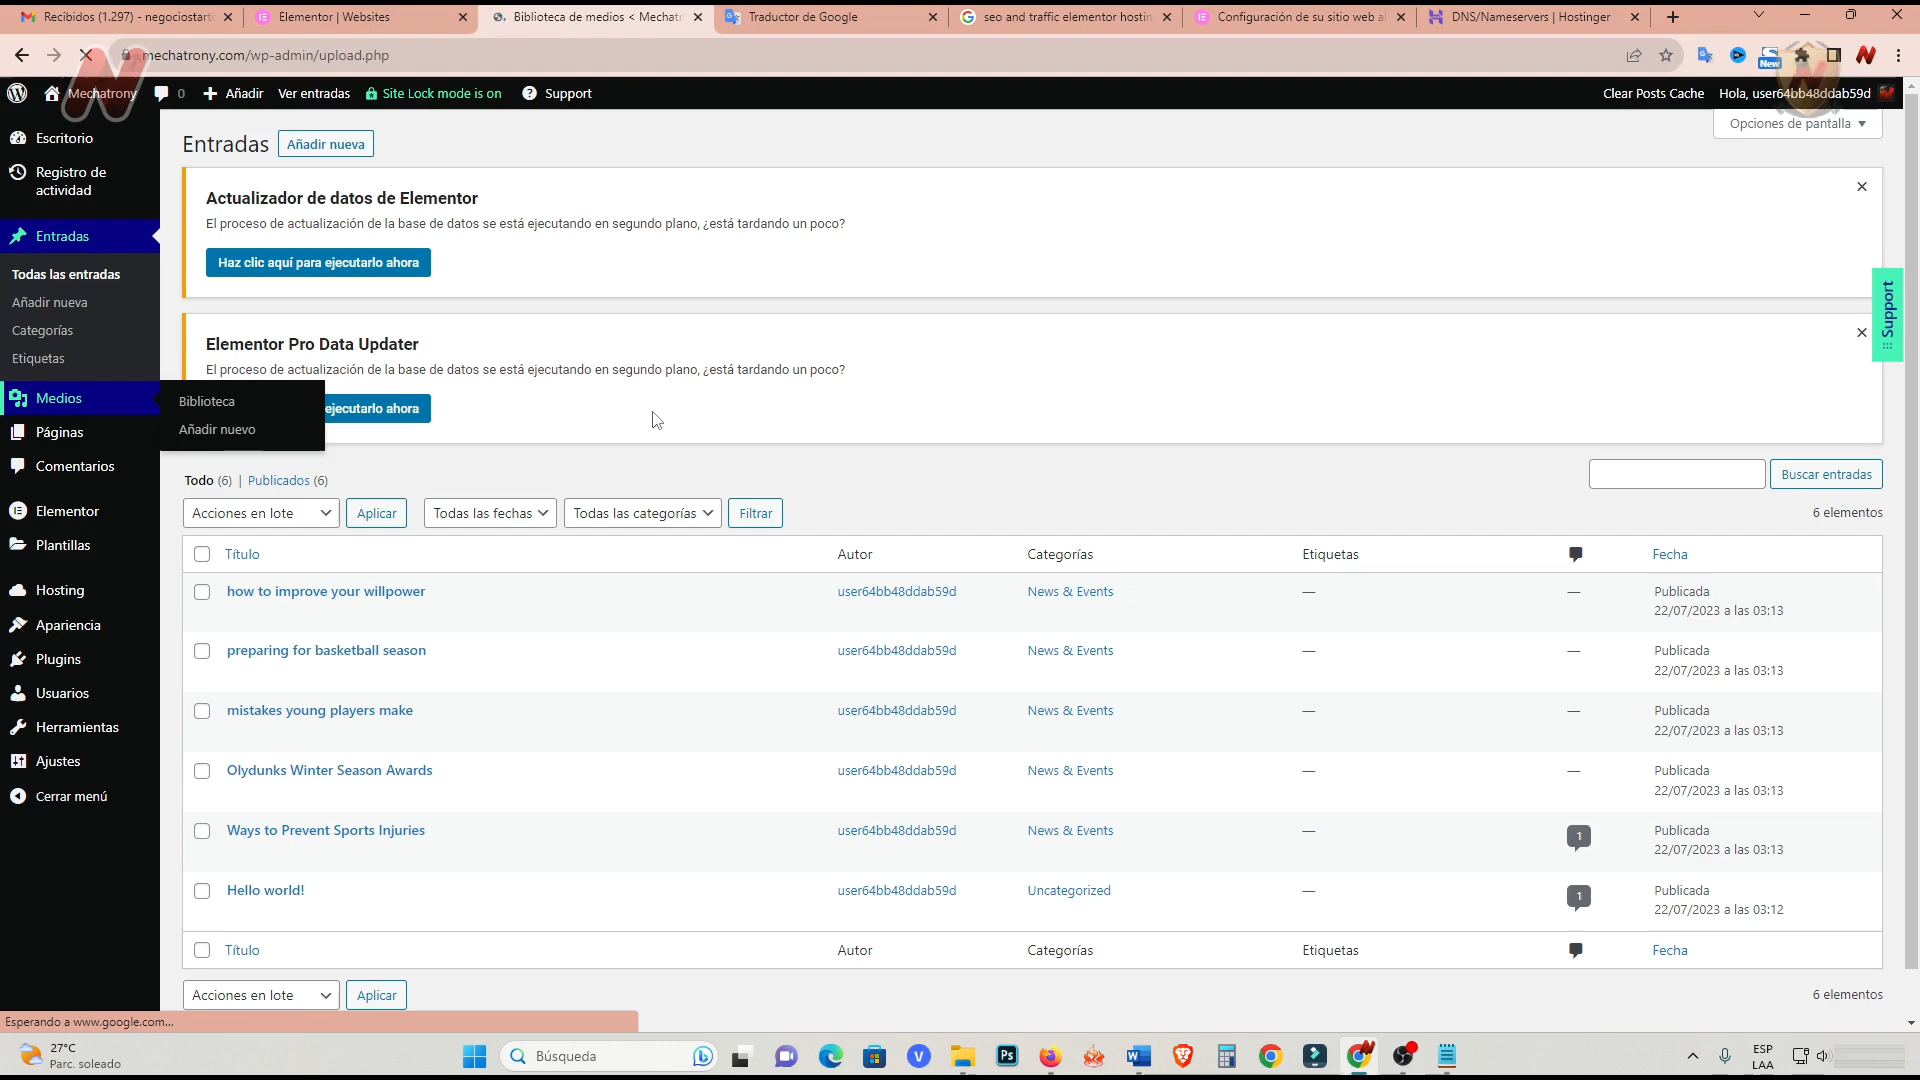 Recibidos (1.297) - negociostart
Elementor | Websites
Biblioteca de medios < Mechatr
Traductor de Google
seo and traffic elementor hostin
Configuración de su sitio web al
DNS/Nameservers | Hostinger
mechatrony.com/wp-admin/upload.php
New
Mechatrony
0
Añadir
Ver entradas
Site Lock mode is on
Support
Clear Posts Cache
Hola, user64bb48ddab59d
Opciones de pantalla
Escritorio
Registro de
actividad
Entradas
Todas las entradas
Añadir nueva
Categorías
Etiquetas
Medios
Biblioteca
Añadir nuevo
Páginas
Comentarios
Elementor
Plantillas
Hosting
Apariencia
Plugins
Usuarios
Herramientas
Ajustes
Cerrar menú
Entradas
Añadir nueva
Actualizador de datos de Elementor
El proceso de actualización de la base de datos se está ejecutando en segundo plano, ¿está tardando un poco?
Haz clic aquí para ejecutarlo ahora
Elementor Pro Data Updater
El proceso de actualización de la base de datos se está ejecutando en segundo plano, ¿está tardando un poco?
ejecutarlo ahora
Support
Todo (6) | Publicados (6)
Buscar entradas
Acciones en lote
Aplicar
Todas las fechas
Todas las categorías
Filtrar
6 elementos
Título Autor Categorías Etiquetas Fecha
how to improve your willpower user64bb48ddab59d News & Events — — Publicada
22/07/2023 a las 03:13
preparing for basketball season user64bb48ddab59d News & Events — — Publicada
22/07/2023 a las 03:13
mistakes young players make user64bb48ddab59d News & Events — — Publicada
22/07/2023 a las 03:13
Olydunks Winter Season Awards user64bb48ddab59d News & Events — — Publicada
22/07/2023 a las 03:13
Ways to Prevent Sports Injuries user64bb48ddab59d News & Events — 1 Publicada
22/07/2023 a las 03:13
Hello world! user64bb48ddab59d Uncategorized — 1 Publicada
22/07/2023 a las 03:12
Título Autor Categorías Etiquetas Fecha
Acciones en lote
Aplicar
6 elementos
Esperando a www.google.com...
27°C
Parc. soleado
Búsqueda
ESP
LAA